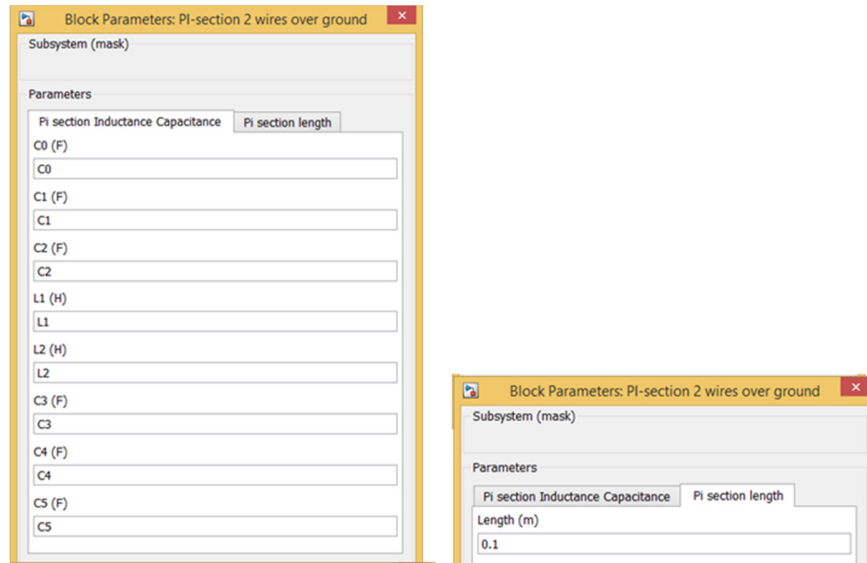 Block Parameters: PI-section 2 wires over ground
Subsystem (mask)
Parameters
Pi section Inductance Capacitance
Pi section length
C0 (F)
C0
C1 (F)
C1
C2 (F)
C2
L1 (H)
L1
L2 (H)
L2
C3 (F)
C3
C4 (F)
C4
C5 (F)
C5
Block Parameters: PI-section 2 wires over ground
Subsystem (mask)
Parameters
Pi section Inductance Capacitance
Pi section length
Length (m)
0.1